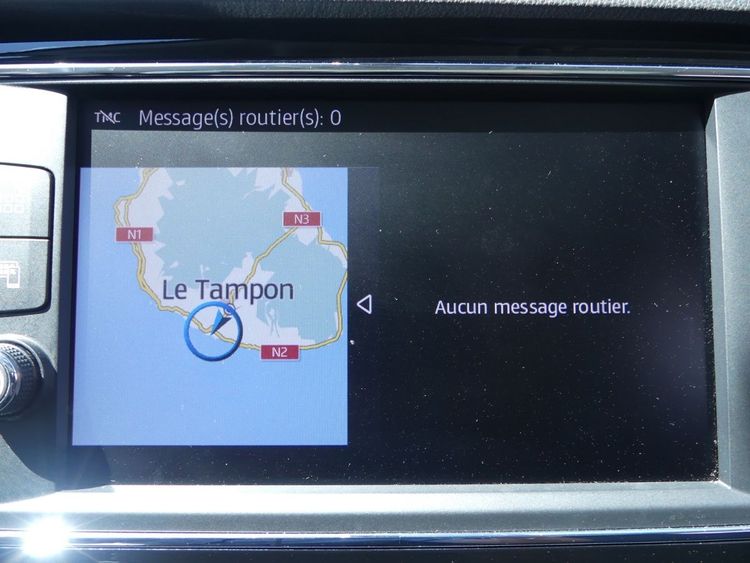 TMC Message(s) routier(s): 0
N3
N1
Le Tampon
Aucun message routier.
N2